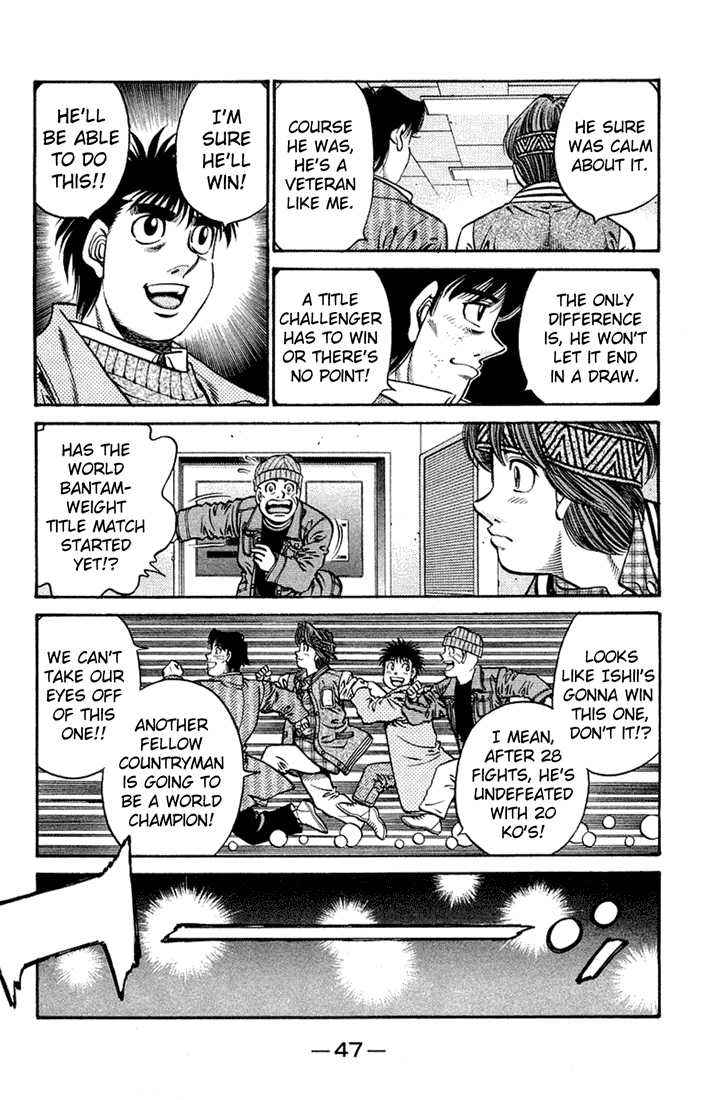 HE SURE
WAS CALM
ABOUT IT.
COURSE
HE WAS,
HE'S A
VETERAN
LIKE ME.
THE ONLY
DIFFERENCE
IS, HE WON'T
LET IT END
IN A DRAW.
A TITLE
CHALLENGER
HAS TO WIN
OR THERE'S
NO POINT!
I'M
SURE
HE'LL
WIN!
HE'LL
BE ABLE
TO DO
THIS!!
HAS THE
WORLD
BANTAM-
WEIGHT
TITLE MATCH
STARTED
YET!?
LOOKS
LIKE ISHII'S
GONNA WIN
THIS ONE,
DON'T IT!?
I MEAN,
AFTER 28
FIGHTS, HE'S
UNDEFEATED
WITH 20
KO'S!
WE CAN'T
TAKE OUR
EYES OFF
OF THIS
ONE!!
ANOTHER
FELLOW
COUNTRYMAN
IS GOING TO
BE A WORLD
CHAMPION!
—47—